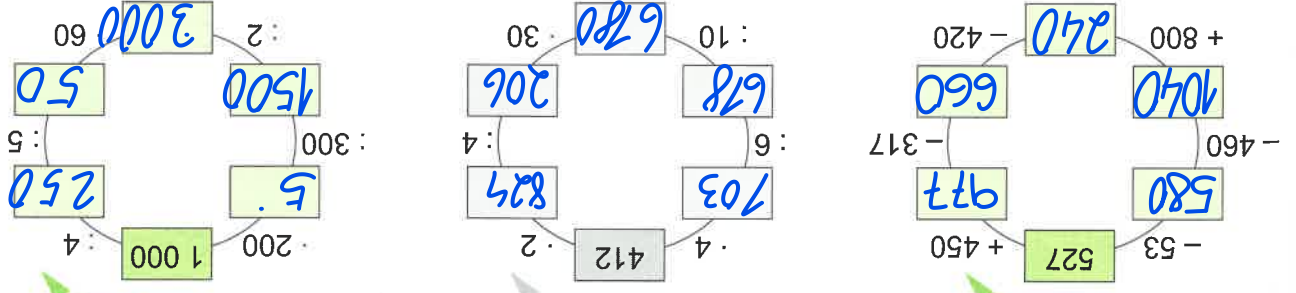 527 412 1 000
− 53 + 450 · 4 · 2 · 200 : 4
580 977 103 824 5 250
− 460 − 317 : 6 : 4 : 300 : 5
1040 660 618 206 1500 50
+ 800 − 420 : 10 · 30 : 2 · 60
240 6180 3000